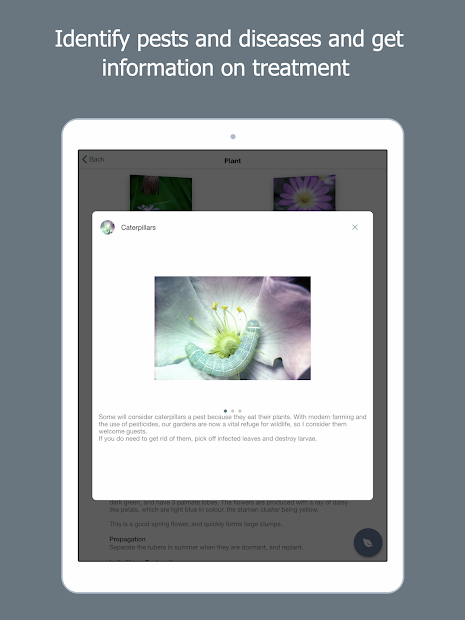 Identify pests and diseases and get
information on treatment
Back
Plant
Caterpillars
Some will consider caterpillars a pest because they eat their plants. With modern farming and
the use of pesticides, our gardens are now a vital refuge for wildlife, so I consider them
welcome guests.
If you do need to get rid of them, pick off infected leaves and destroy larvae.
dark green, and have 3 palmate lobes. The flowers are produced with a ray of daisy
like petals, which are light blue in colour, the stamen cluster being yellow.
This is a good spring flower, and quickly forms large clumps.
Propagation
Separate the tubers in summer when they are dormant, and replant.